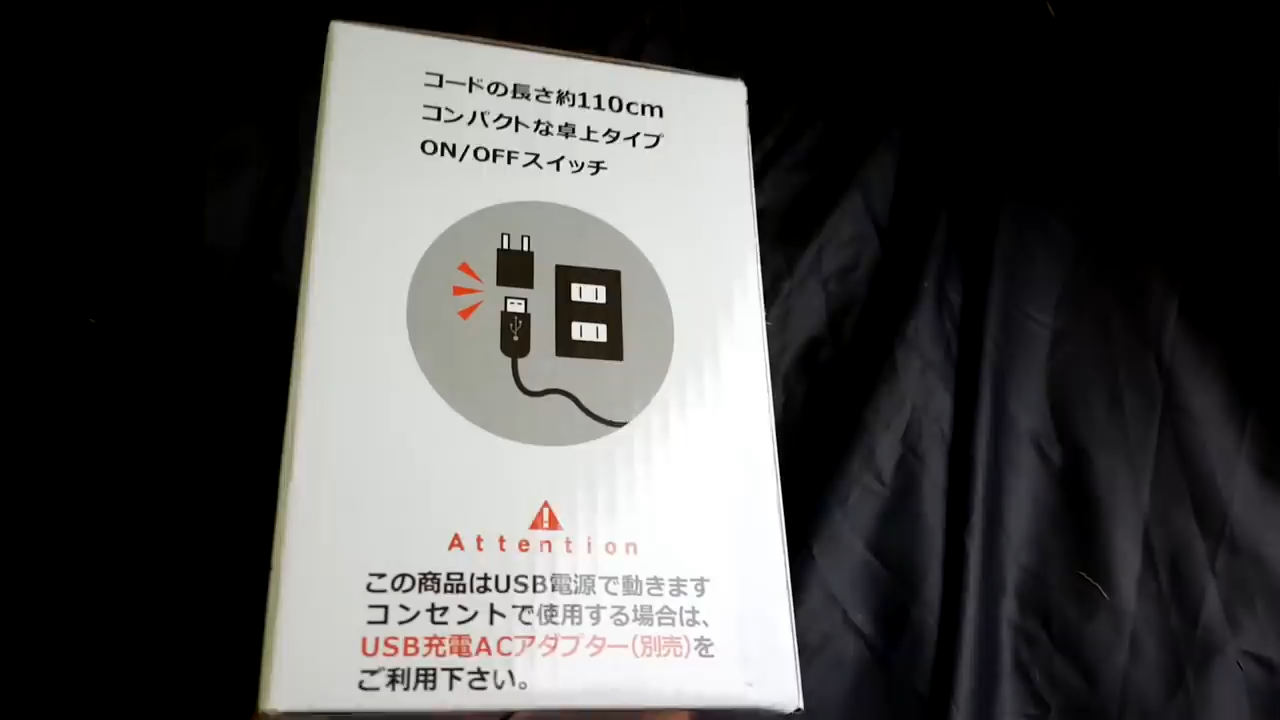 コードの長さ約110cm
コンパクトな卓上タイプ
ON/OFFスイッチ
Attention
この商品はUSB電源で動きます
コンセントで使用する場合は、
USB充電ACアダプター(別売)を
ご利用下さい。